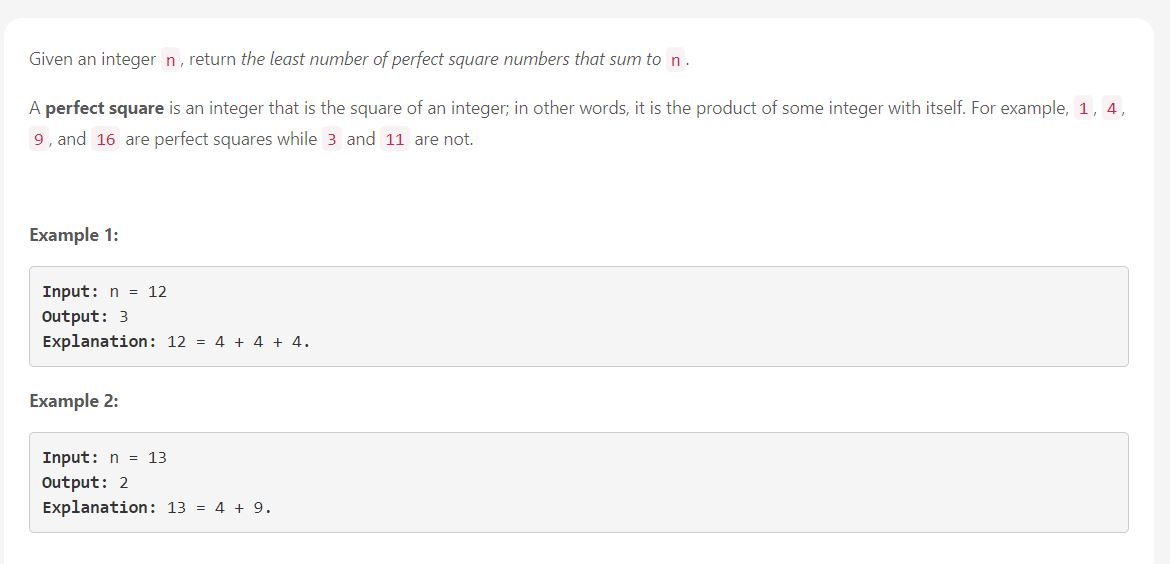 Given an integer n, return the least number of perfect square numbers that sum to n.
A perfect square is an integer that is the square of an integer; in other words, it is the product of some integer with itself. For example, 1, 4,
9, and 16 are perfect squares while 3 and 11 are not.
Example 1:
Input: n = 12
Output: 3
Explanation: 12 = 4 + 4 + 4.
Example 2:
Input: n = 13
Output: 2
Explanation: 13 = 4 + 9.